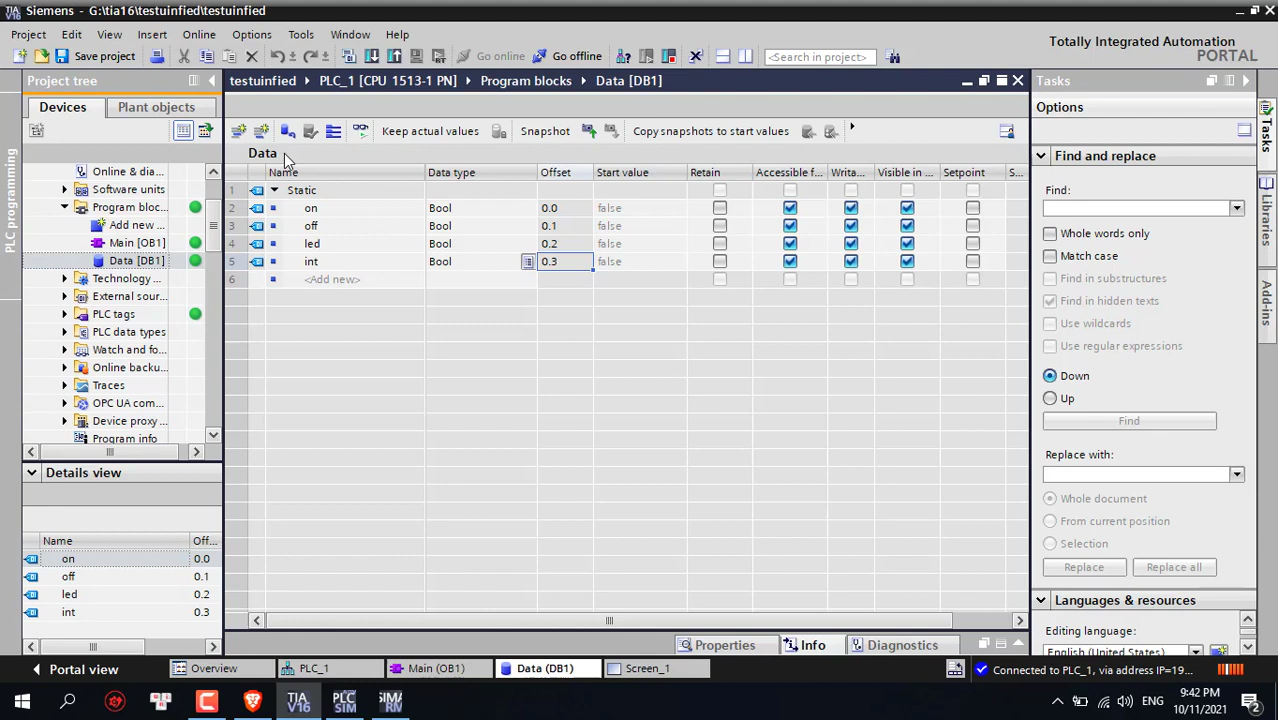 Siemens - G:\tia16\testuinfied\testuinfied
Project Edit View Insert Online Options Tools Window Help
Totally Integrated Automation
PORTAL
Save project
Go online
Go offline
<Search in project>
Project tree
testuinfied
PLC_1 [CPU 1513-1 PN]
Program blocks
Data [DB1]
Tasks
Devices
Plant objects
Options
Keep actual values
Snapshot
Copy snapshots to start values
Data
Find and replace
Name Data type Offset Start value Retain Accessible f... Writa... Visible in ... Setpoint S...
1 Static
2 on Bool 0.0 false
3 off Bool 0.1 false
4 led Bool 0.2 false
5 int Bool 0.3 false
6 <Add new>
Online & dia...
Software units
Program bloc...
Add new ...
Main [OB1]
Data [DB1]
Technology ...
External sour...
PLC tags
PLC data types
Watch and fo...
Online backu...
Traces
OPC UA com...
Device proxy ...
Program info
Details view
Name Off...
on 0.0
off 0.1
led 0.2
int 0.3
PLC programming
Find:
Whole words only
Match case
Find in substructures
Find in hidden texts
Use wildcards
Use regular expressions
Down
Up
Find
Replace with:
Whole document
From current position
Selection
Replace
Replace all
Languages & resources
Editing language:
English (United States)
Tasks
Libraries
Add-ins
Properties
Info
Diagnostics
Portal view
Overview
PLC_1
Main (OB1)
Data (DB1)
Screen_1
Connected to PLC_1, via address IP=19...
TIA
V16
PLC
SIM
SIMA
RM
ENG
9:42 PM
10/11/2021
2